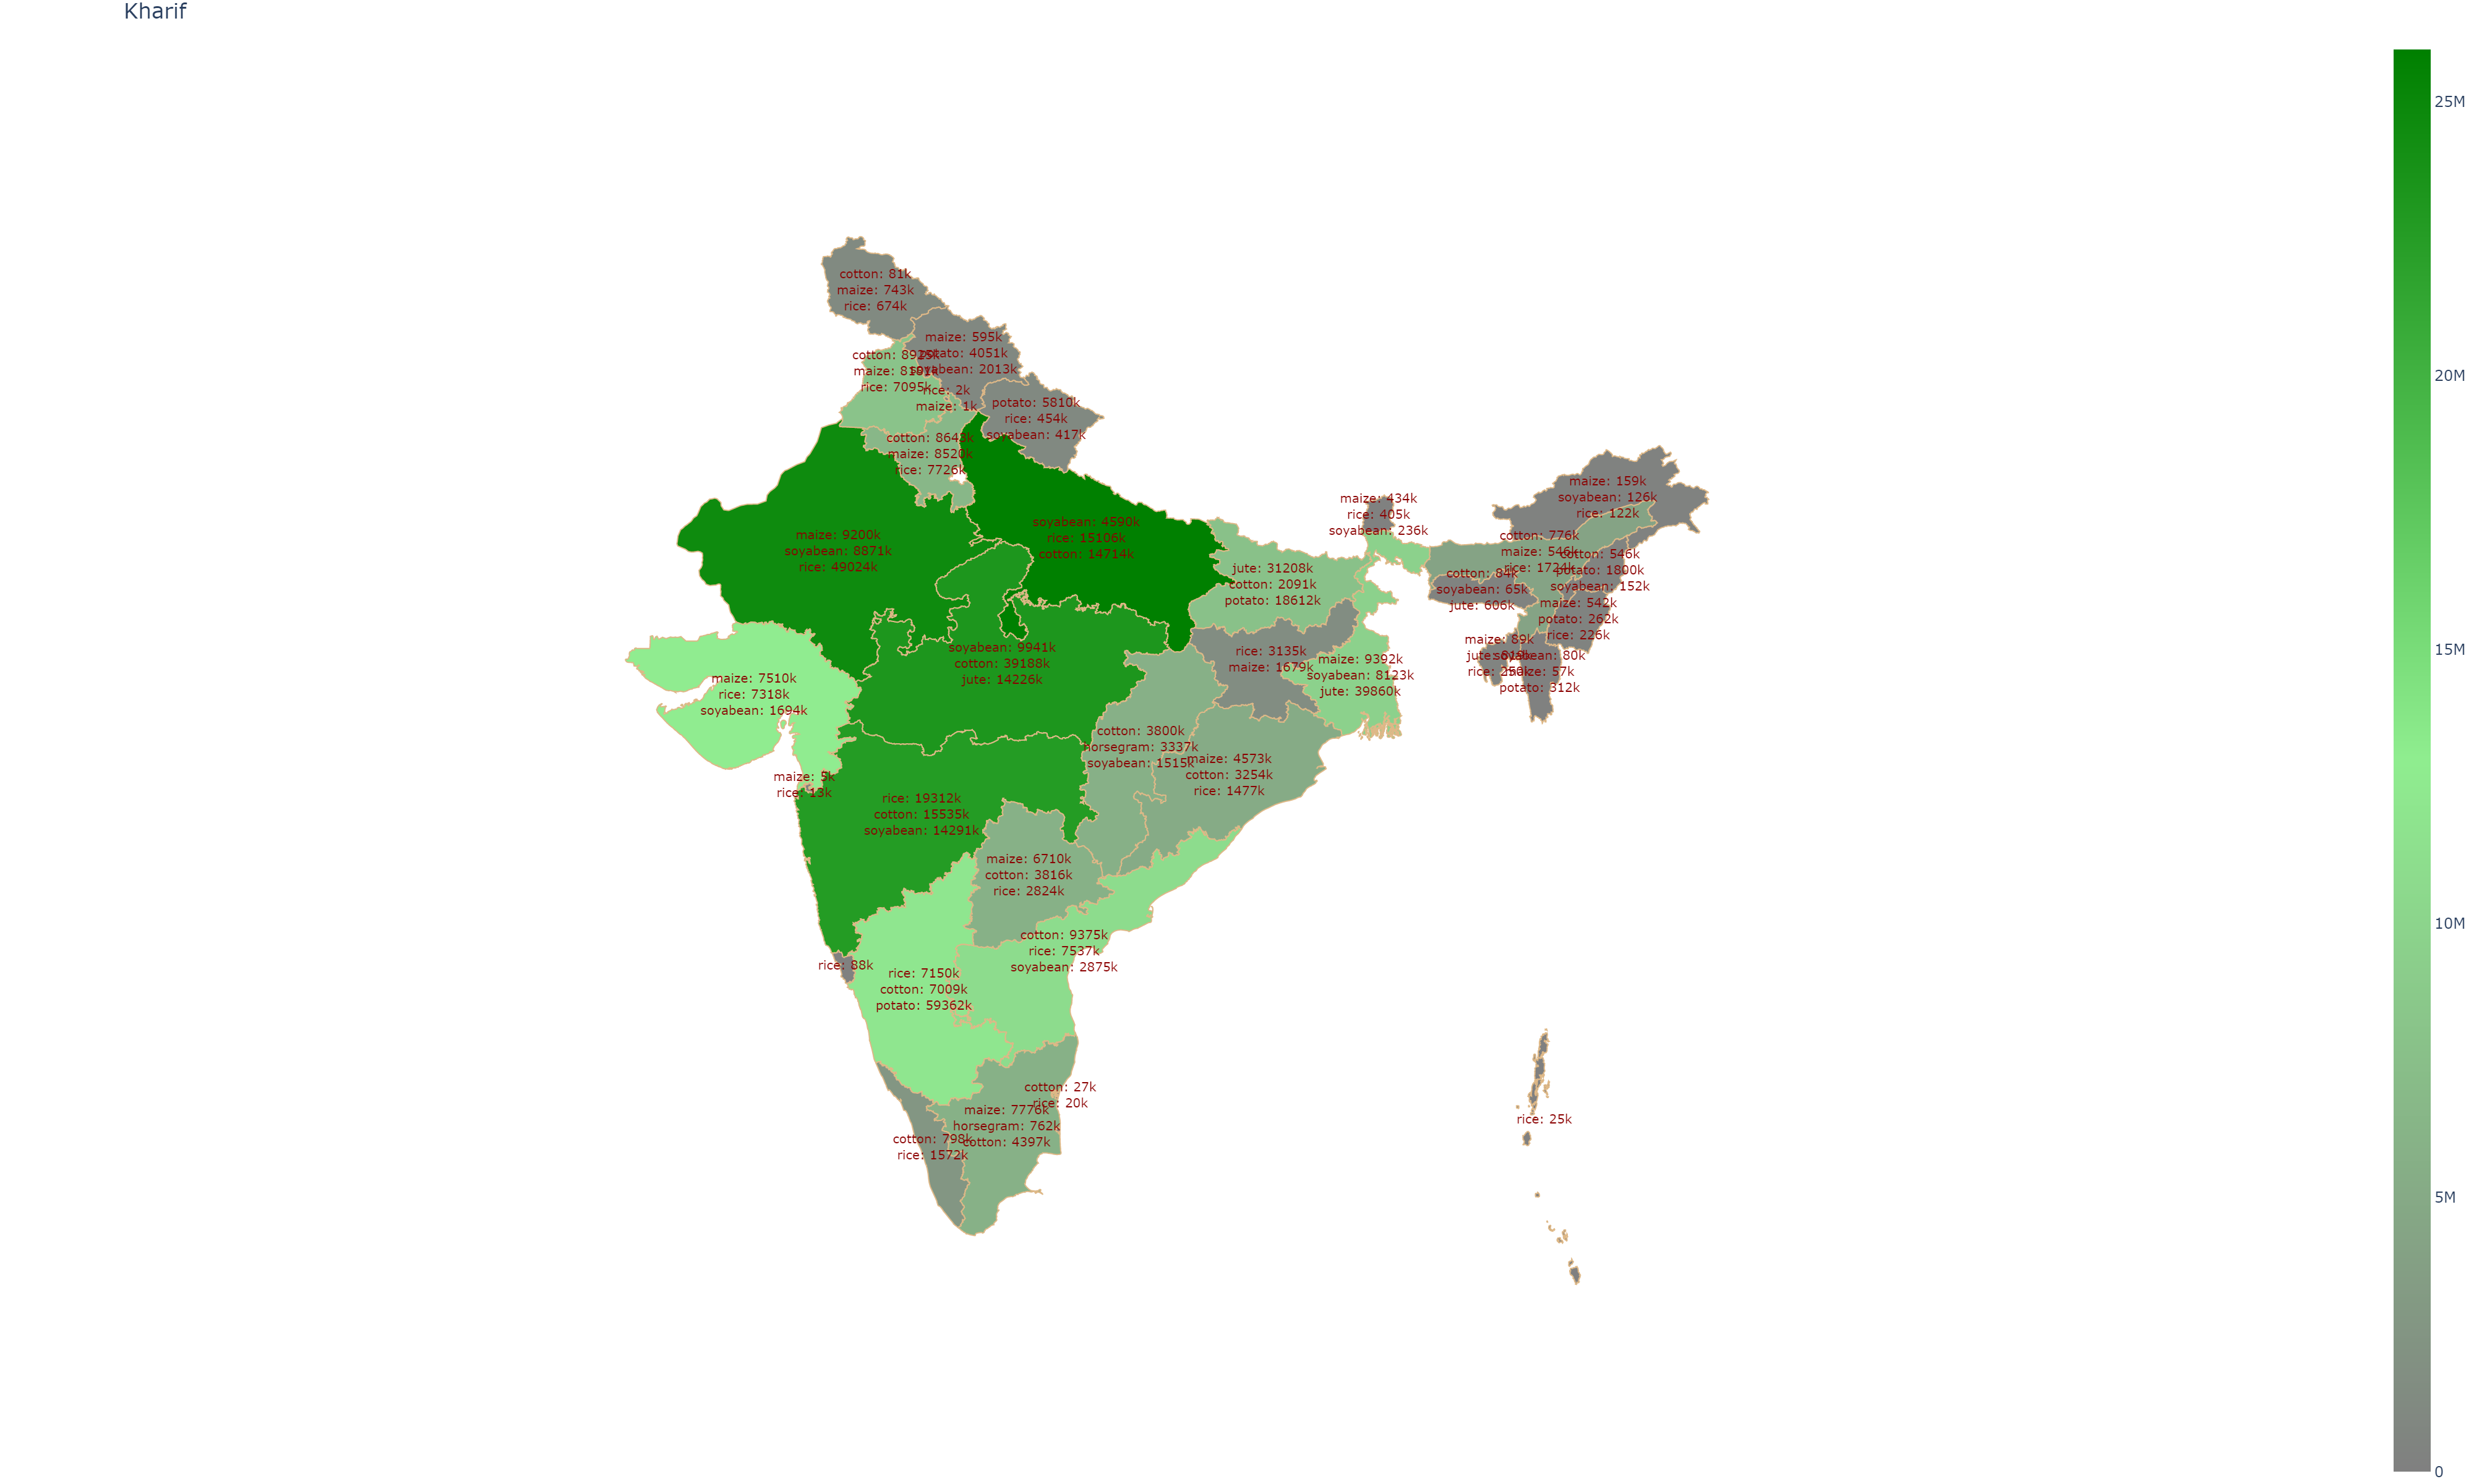 Kharif
25M
20M
15M
10M
5M
0
cotton: 81k
maize: 743k
rice: 674k
maize: 595k
potato: 4051k
soyabean: 2013k
cotton: 8925k
maize:
rice: 7095k
rice: 2k
maize: 1k
potato: 5810k
rice: 454k
soyabean: 417k
cotton: 8643k
maize: 8520k
rice: 7726k
maize: 9200k
soyabean: 8871k
rice: 49024k
soyabean: 4590k
rice: 15106k
cotton: 14714k
maize: 434k
rice: 405k
soyabean: 236k
maize: 159k
soyabean: 126k
rice: 122k
cotton: 776k
maize: 546k
rice: 1724k
cotton: 546k
potato: 1800k
soyabean: 152k
cotton: 84k
soyabean: 65k
jute: 606k
jute: 31208k
cotton: 2091k
potato: 18612k
maize: 542k
potato: 262k
rice: 226k
maize: 89k
jute:
rice:
soyabean: 80k
maize: 57k
potato: 312k
rice: 3135k
maize: 1679k
maize: 9392k
soyabean: 8123k
jute: 39860k
soyabean: 9941k
cotton: 39188k
jute: 14226k
maize: 7510k
rice: 7318k
soyabean: 1694k
cotton: 3800k
horsegram: 3337k
soyabean: 1515k
maize: 4573k
cotton: 3254k
rice: 1477k
maize: 5k
rice: 13k
rice: 19312k
cotton: 15535k
soyabean: 14291k
maize: 6710k
cotton: 3816k
rice: 2824k
cotton: 9375k
rice: 7537k
soyabean: 2875k
rice: 88k
rice: 7150k
cotton: 7009k
potato: 59362k
cotton: 27k
rice: 20k
maize: 7776k
horsegram: 762k
cotton: 4397k
cotton: 798k
rice: 1572k
rice: 25k